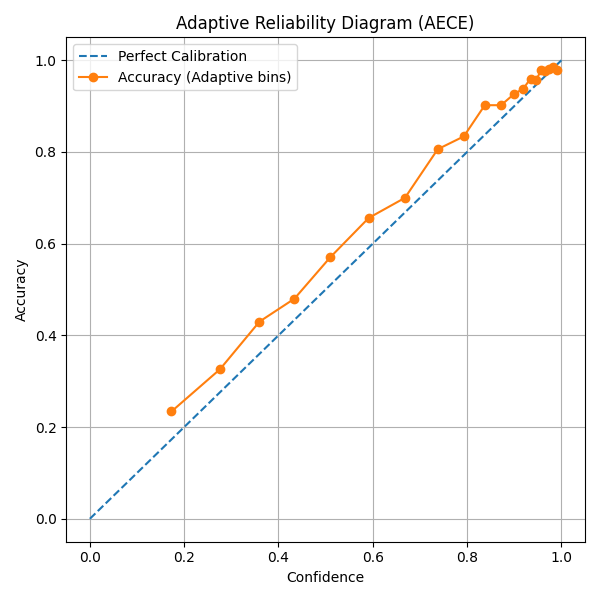 Adaptive Reliability Diagram (AECE)
Perfect Calibration
Accuracy (Adaptive bins)
1.0
0.8
0.6
0.4
0.2
0.0
Accuracy
0.0 0.2 0.4 0.6 0.8 1.0
Confidence